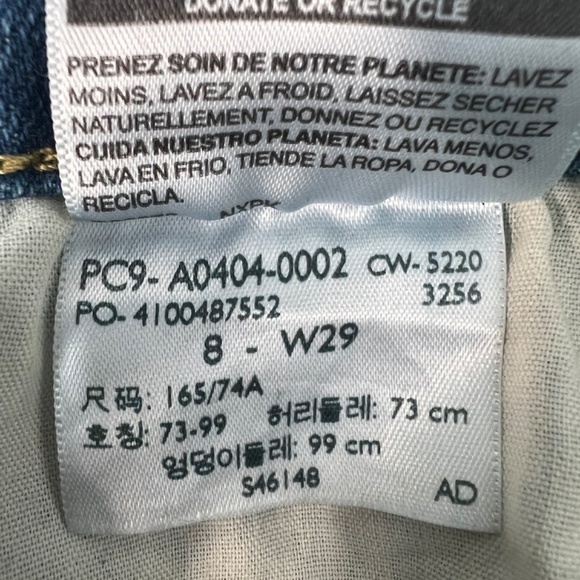 DONATE OR RECYCLE
PRENEZ SOIN DE NOTRE PLANETE: LAVEZ
MOINS, LAVEZ A FROID, LAISSEZ SECHER
NATURELLEMENT, DONNEZ OU RECYCLEZ
CUIDA NUESTRO PLANETA: LAVA MENOS,
LAVA EN FRIO, TIENDE LA ROPA, DONA O
RECICLA.
PC9- A0404-0002 CW- 5220
PO- 4100487552 3256
8 - W29
尺码: 165/74A
호칭: 73-99 허리둘레: 73 cm
엉덩이둘레: 99 cm
S46148 AD